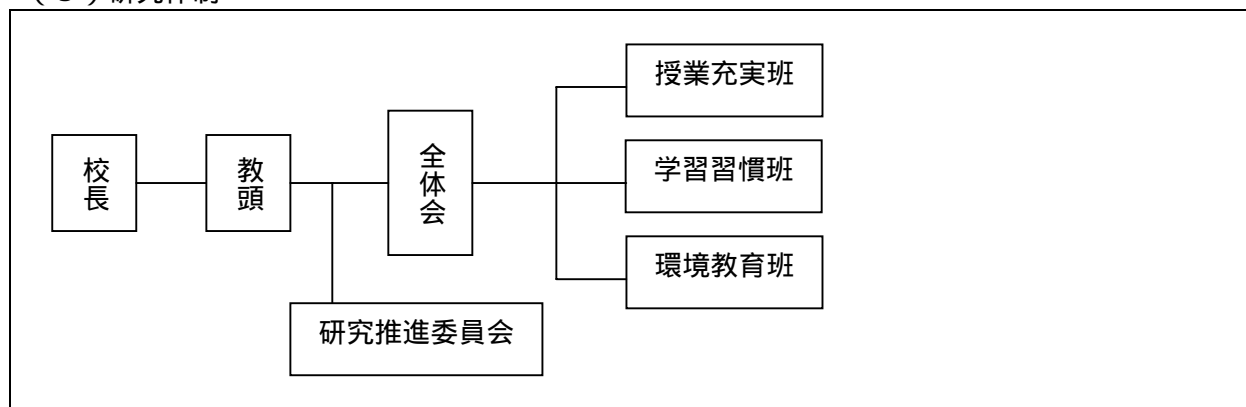 授業充実班
校長
教頭
全体会
学習習慣班
環境教育班
研究推進委員会